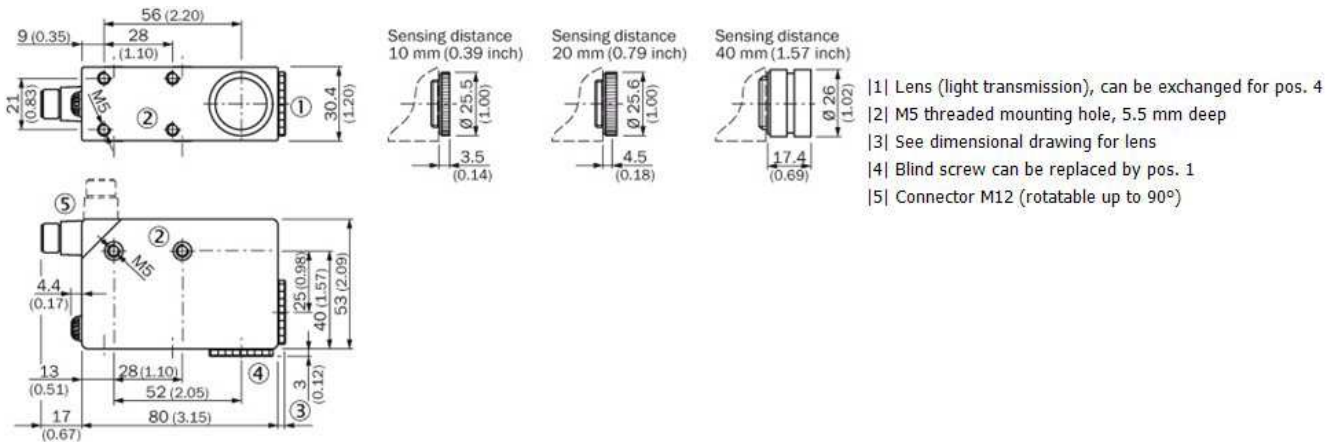 56 (2.20)
9 (0.35)
28
(1.10)
21
(0.83)
M5
②
①
30.4
(1.20)
Sensing distance
10 mm (0.39 inch)
Ø 25.5
(1.00)
3.5
(0.14)
Sensing distance
20 mm (0.79 inch)
Ø 25.6
(1.00)
4.5
(0.18)
Sensing distance
40 mm (1.57 inch)
Ø 26
(1.02)
17.4
(0.69)
|1| Lens (light transmission), can be exchanged for pos. 4
|2| M5 threaded mounting hole, 5.5 mm deep
|3| See dimensional drawing for lens
|4| Blind screw can be replaced by pos. 1
|5| Connector M12 (rotatable up to 90°)
⑤
②
M5
4.4
(0.17)
25 (0.98)
40 (1.57)
53 (2.09)
13
(0.51)
28 (1.10)
④
3
(0.12)
52 (2.05)
③
17
(0.67)
80 (3.15)